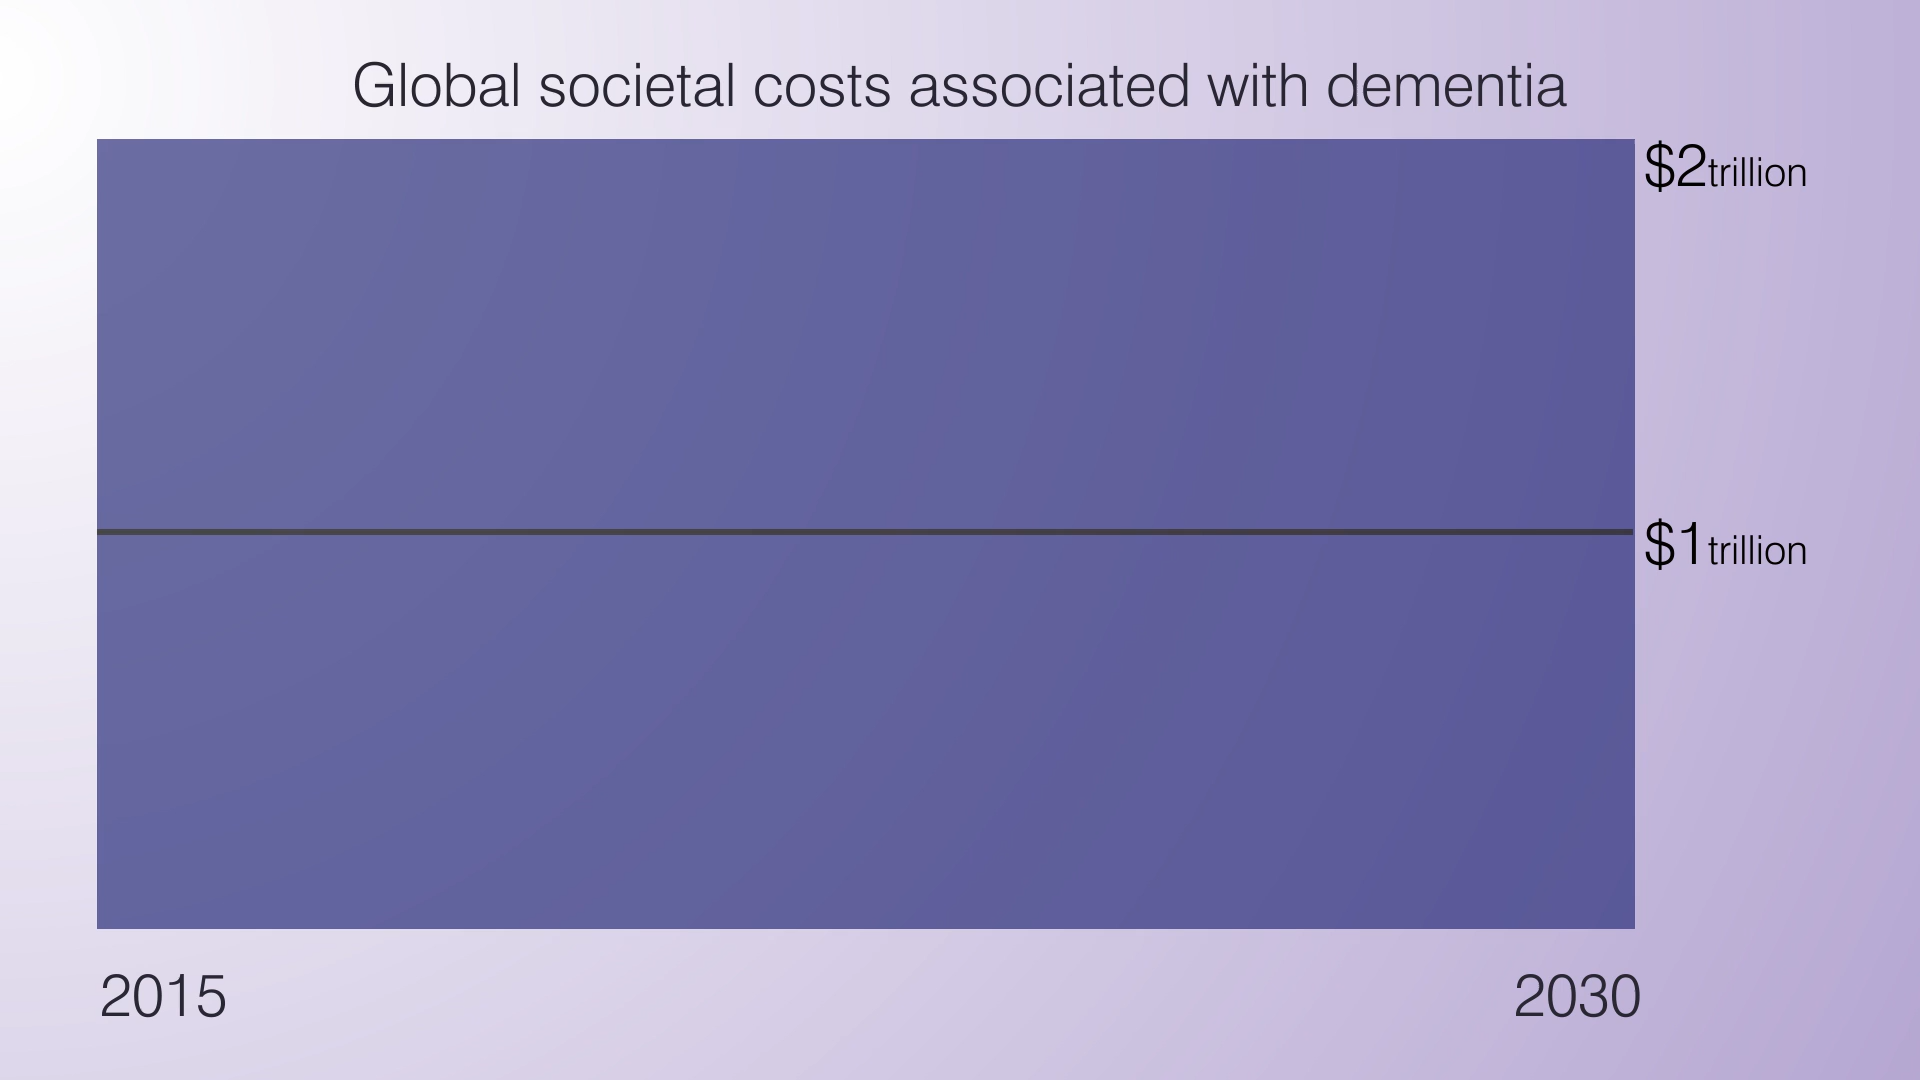 Global societal costs associated with dementia
$2trillion
$1trillion
2015 2030